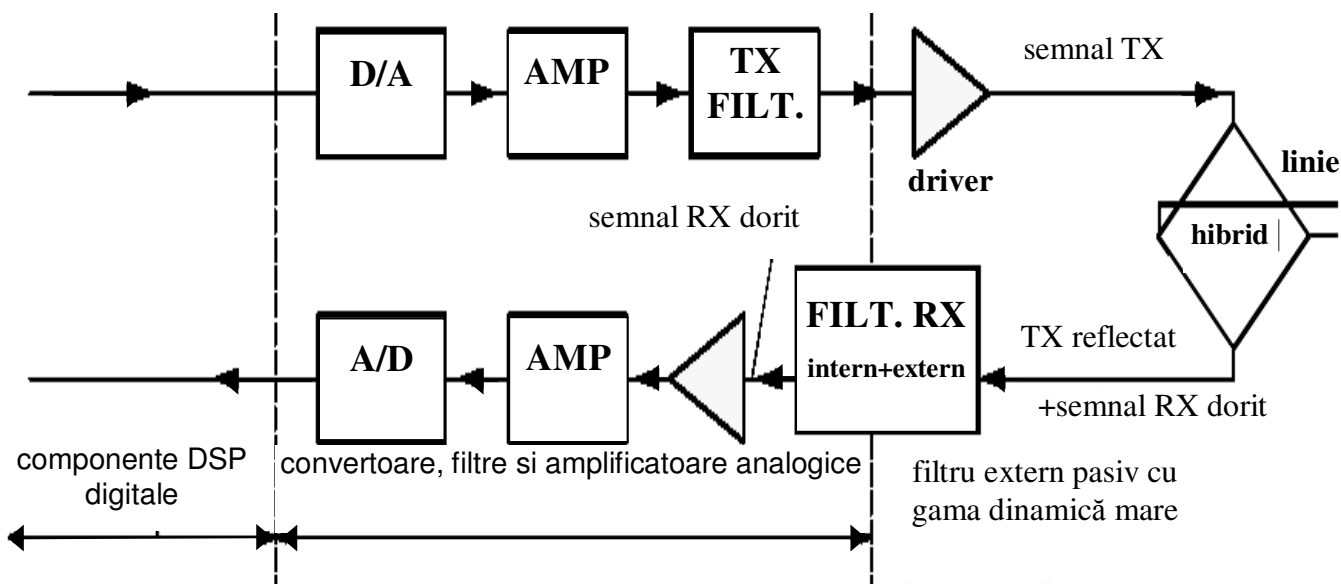 D/A
AMP
TX
FILT.
semnal TX
driver
linie
hibrid
semnal RX dorit
A/D
AMP
FILT. RX
intern+extern
TX reflectat
+semnal RX dorit
componente DSP
digitale
convertoare, filtre si amplificatoare analogice
filtru extern pasiv cu
gama dinamică mare